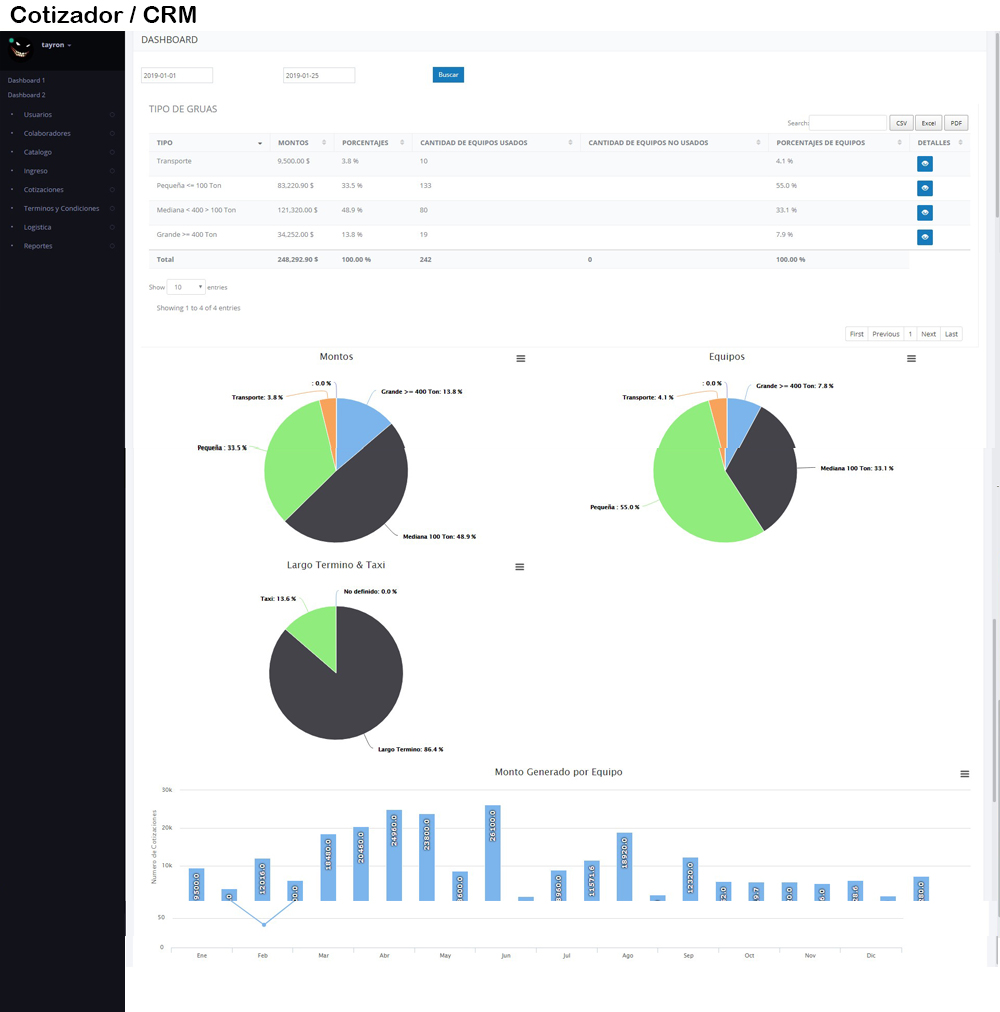 Cotizador / CRM
tayron
DASHBOARD
Dashboard 1
Dashboard 2
Usuarios
Colaboradores
Catalogo
Ingreso
Cotizaciones
Terminos y Condiciones
Logistica
Reportes
2019-01-01 2019-01-25 Buscar
TIPO DE GRUAS
Search: CSV Excel PDF
TIPO MONTOS PORCENTAJES CANTIDAD DE EQUIPOS USADOS CANTIDAD DE EQUIPOS NO USADOS PORCENTAJES DE EQUIPOS DETALLES
Transporte 9,500.00 $ 3.8 % 10 4.1 %
Pequeña <= 100 Ton 83,220.90 $ 33.5 % 133 55.0 %
Mediana < 400 > 100 Ton 121,320.00 $ 48.9 % 80 33.1 %
Grande >= 400 Ton 34,252.00 $ 13.8 % 19 7.9 %
Total 248,292.90 $ 100.00 % 242 0 100.00 %
Show 10 entries
Showing 1 to 4 of 4 entries
First Previous 1 Next Last
Montos
: 0.0 %
Grande >= 400 Ton: 13.8 %
Transporte: 3.8 %
Pequeña : 33.5 %
Mediana 100 Ton: 48.9 %
Equipos
: 0.0 %
Grande >= 400 Ton: 7.8 %
Transporte: 4.1 %
Mediana 100 Ton: 33.1 %
Pequeña : 55.0 %
Largo Termino & Taxi
No definido: 0.0 %
Taxi: 13.6 %
Largo Termino: 86.4 %
Monto Generado por Equipo
Numero de Cotizaciones
30k
20k
10k
50
0
9500.0
12016.0
18480.0
20450.0
24960.0
23800.0
26100.0
11571.6
18920.0
12320.0
Ene Feb Mar Abr May Jun Jul Ago Sep Oct Nov Dic